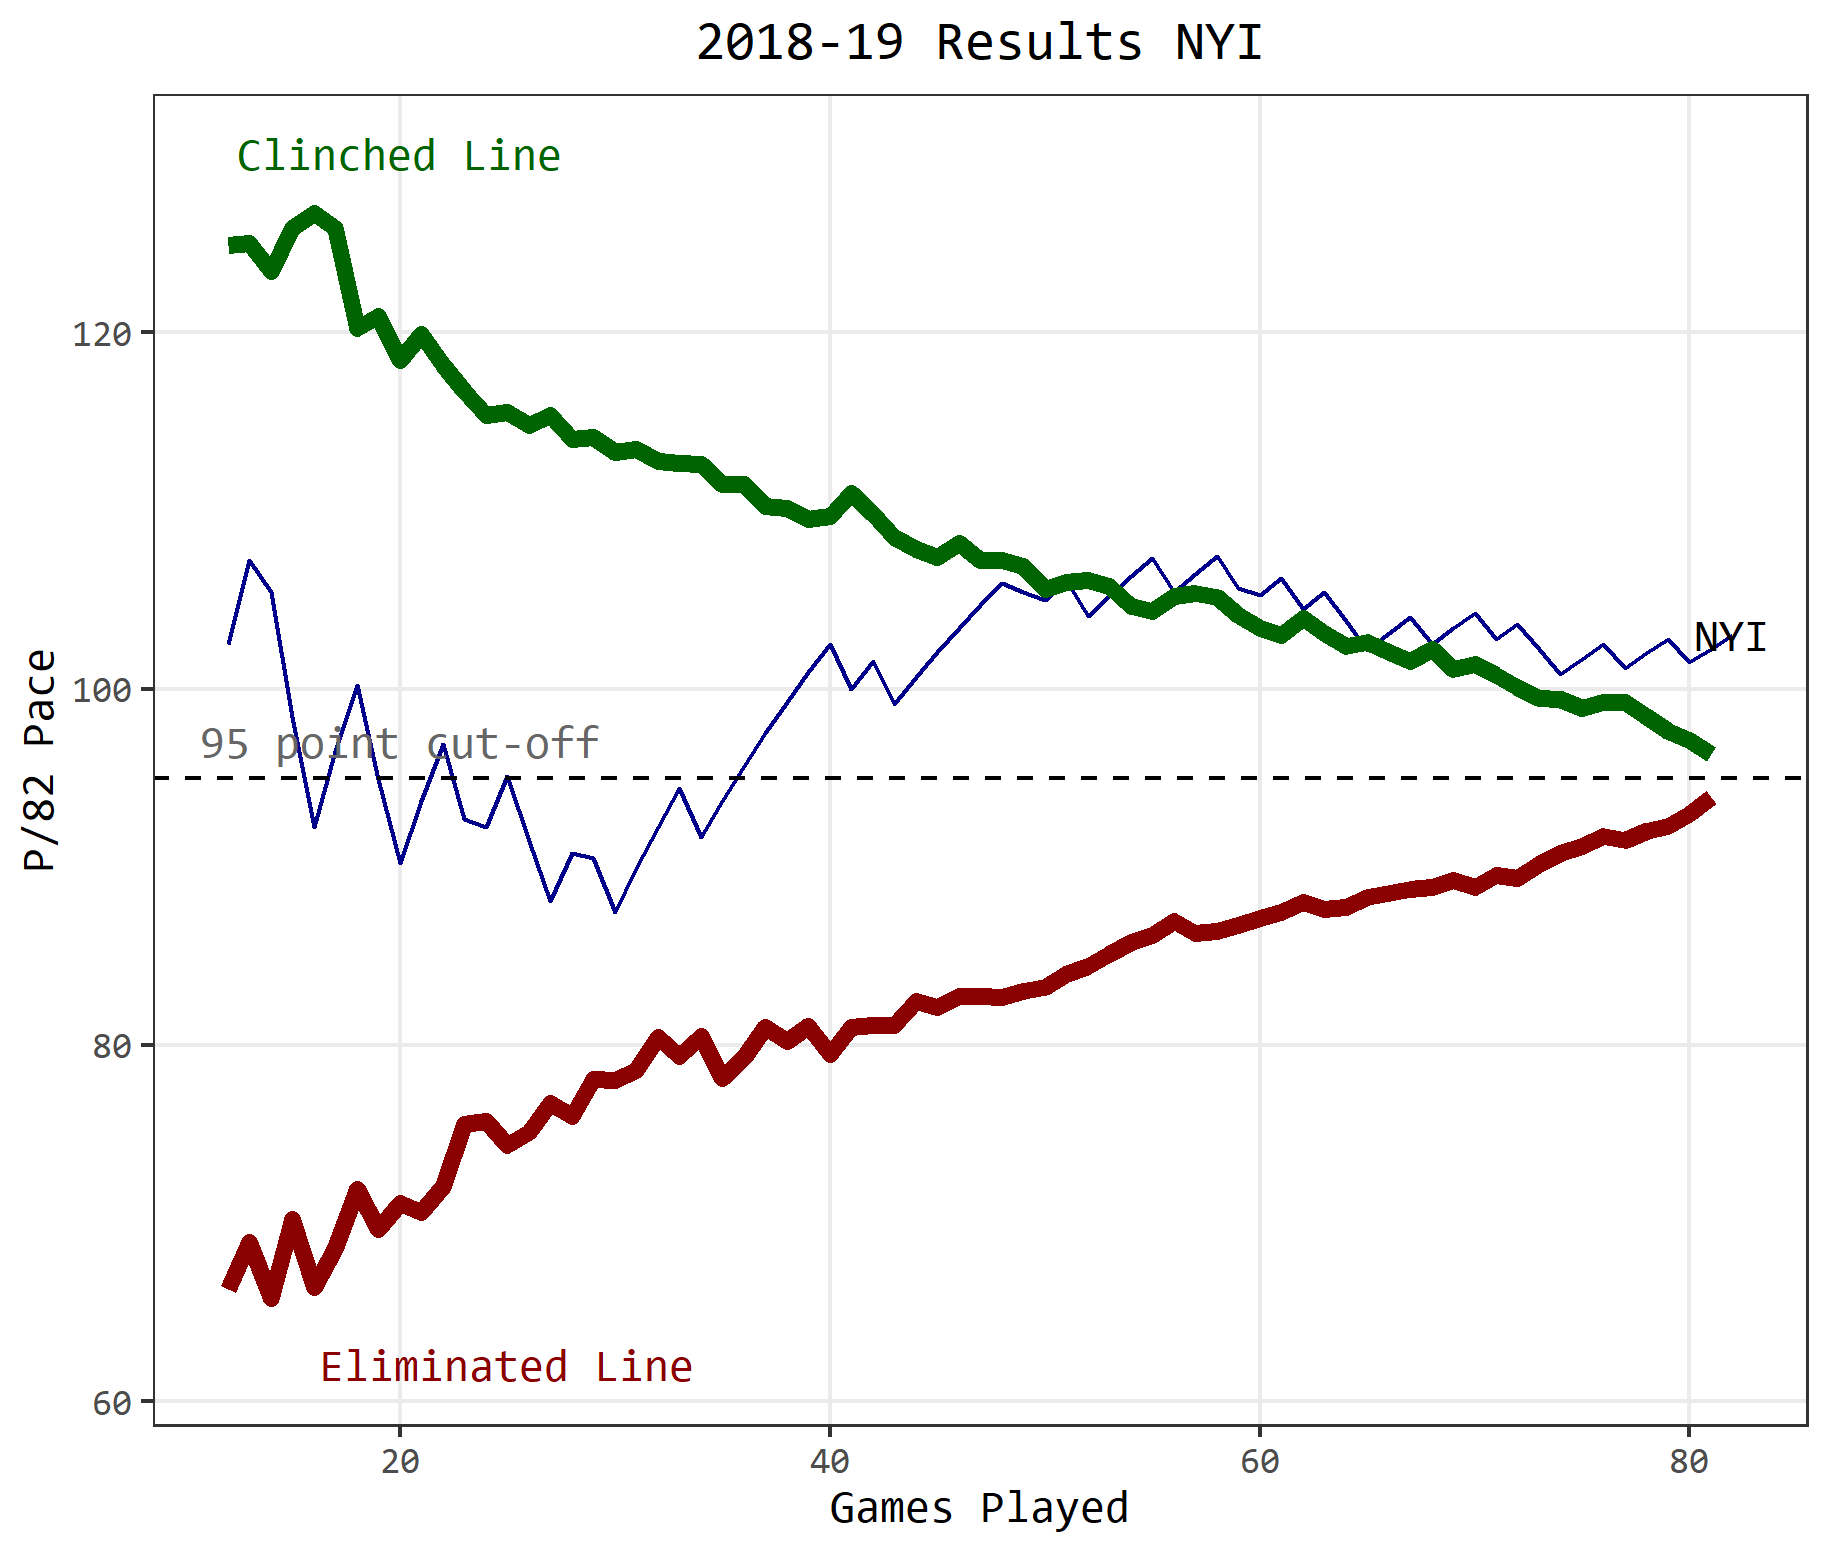 2018-19 Results NYI
Clinched Line
120
NYI
100
95 point cut-off
P/82 Pace
80
Eliminated Line
60
20 40 60 80
Games Played